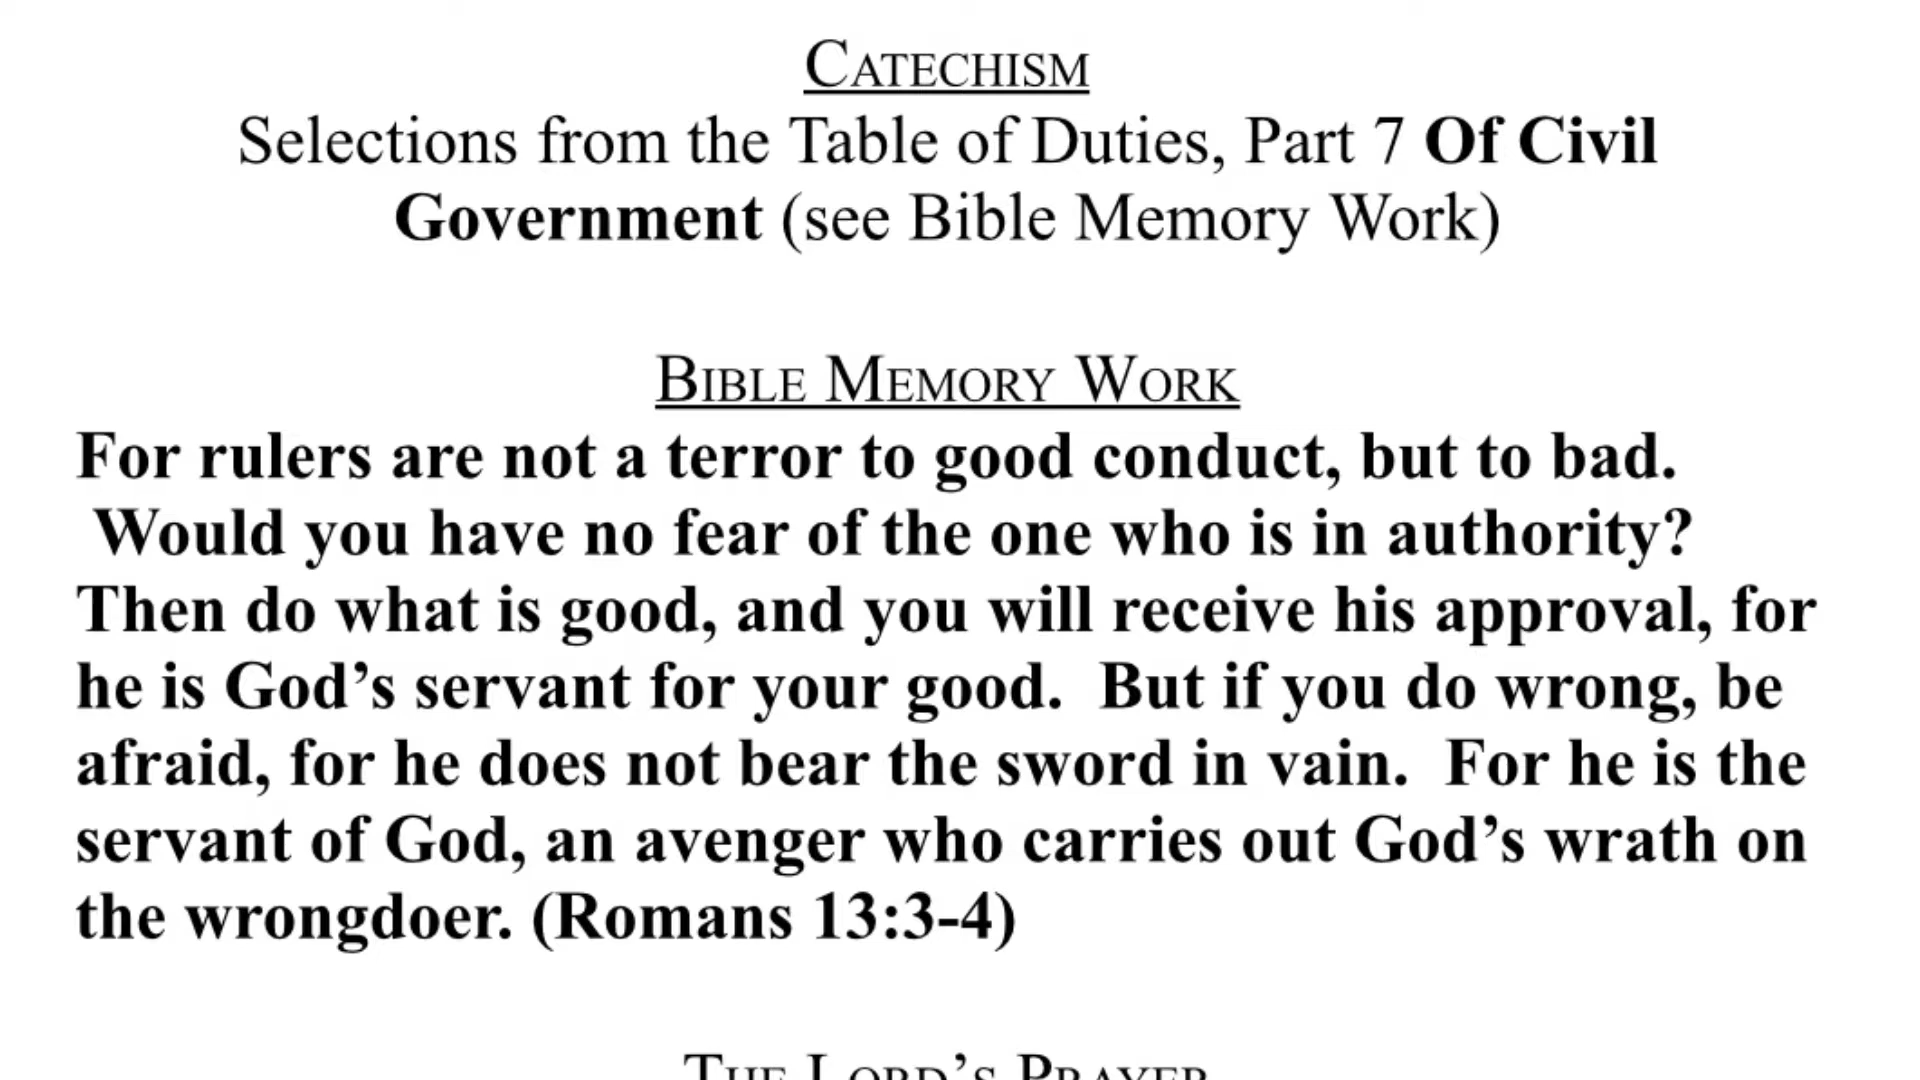 CATECHISM
Selections from the Table of Duties, Part 7 Of Civil
Government (see Bible Memory Work)
BIBLE MEMORY WORK
For rulers are not a terror to good conduct, but to bad.
Would you have no fear of the one who is in authority?
Then do what is good, and you will receive his approval, for
he is God’s servant for your good.  But if you do wrong, be
afraid, for he does not bear the sword in vain.  For he is the
servant of God, an avenger who carries out God’s wrath on
the wrongdoer. (Romans 13:3-4)
THE LORD’S PRAYER